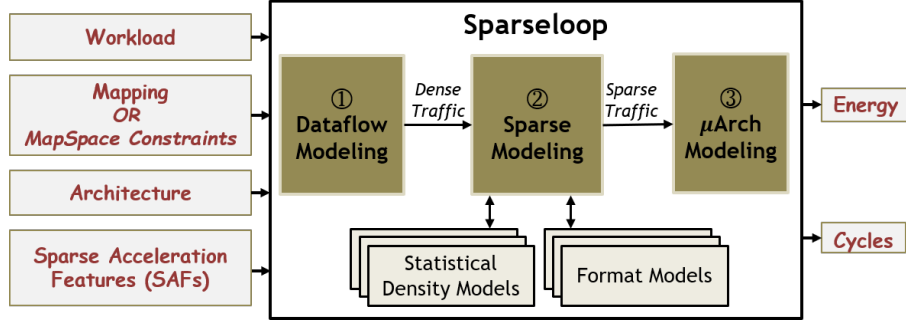 Sparseloop
Workload
Mapping
OR
MapSpace Constraints
Architecture
Sparse Acceleration
Features (SAFs)
①
Dataflow
Modeling
Dense
Traffic
②
Sparse
Modeling
Sparse
Traffic
③
μArch
Modeling
Statistical
Density Models
Format Models
Energy
Cycles